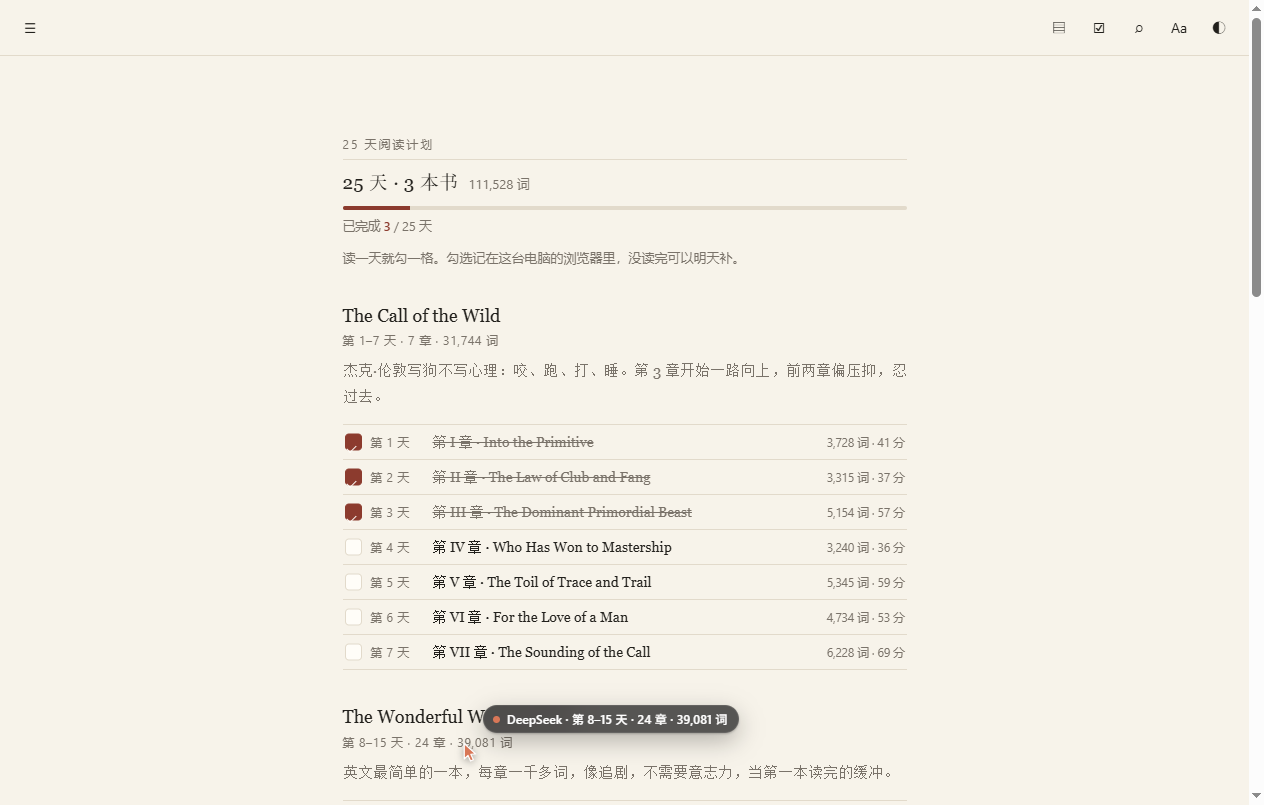 ☰
Aa
25 天阅读计划
25 天 · 3 本书 111,528 词
已完成 3 / 25 天
读一天就勾一格。勾选记在这台电脑的浏览器里，没读完可以明天补。
The Call of the Wild
第 1–7 天 · 7 章 · 31,744 词
杰克·伦敦写狗不写心理：咬、跑、打、睡。第 3 章开始一路向上，前两章偏压抑，忍
过去。
第 1 天 第 I 章 · Into the Primitive 3,728 词 · 41 分
第 2 天 第 II 章 · The Law of Club and Fang 3,315 词 · 37 分
第 3 天 第 III 章 · The Dominant Primordial Beast 5,154 词 · 57 分
第 4 天 第 IV 章 · Who Has Won to Mastership 3,240 词 · 36 分
第 5 天 第 V 章 · The Toil of Trace and Trail 5,345 词 · 59 分
第 6 天 第 VI 章 · For the Love of a Man 4,734 词 · 53 分
第 7 天 第 VII 章 · The Sounding of the Call 6,228 词 · 69 分
The Wonderful
DeepSeek · 第 8–15 天 · 24 章 · 39,081 词
第 8–15 天 · 24 章 · 39,081 词
英文最简单的一本，每章一千多词，像追剧，不需要意志力，当第一本读完的缓冲。